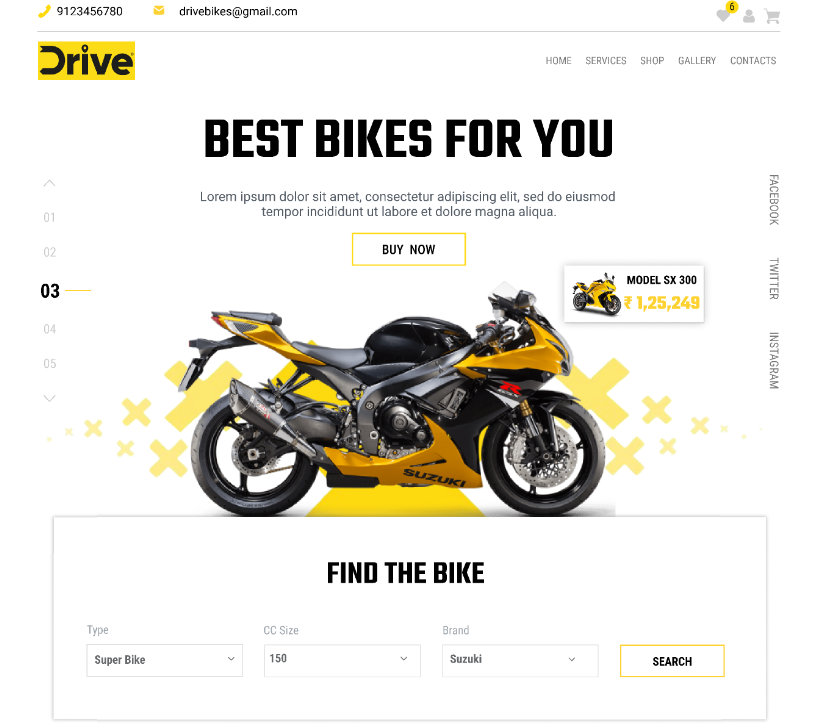 9123456780
drivebikes@gmail.com
6
Drive
HOME SERVICES SHOP GALLERY CONTACTS
BEST BIKES FOR YOU
Lorem ipsum dolor sit amet, consectetur adipiscing elit, sed do eiusmod
tempor incididunt ut labore et dolore magna aliqua.
BUY NOW
01
02
03
04
05
FACEBOOK
TWITTER
INSTAGRAM
MODEL SX 300
₹ 1,25,249
R
SUZUKI
FIND THE BIKE
Type
Super Bike
CC Size
150
Brand
Suzuki
SEARCH